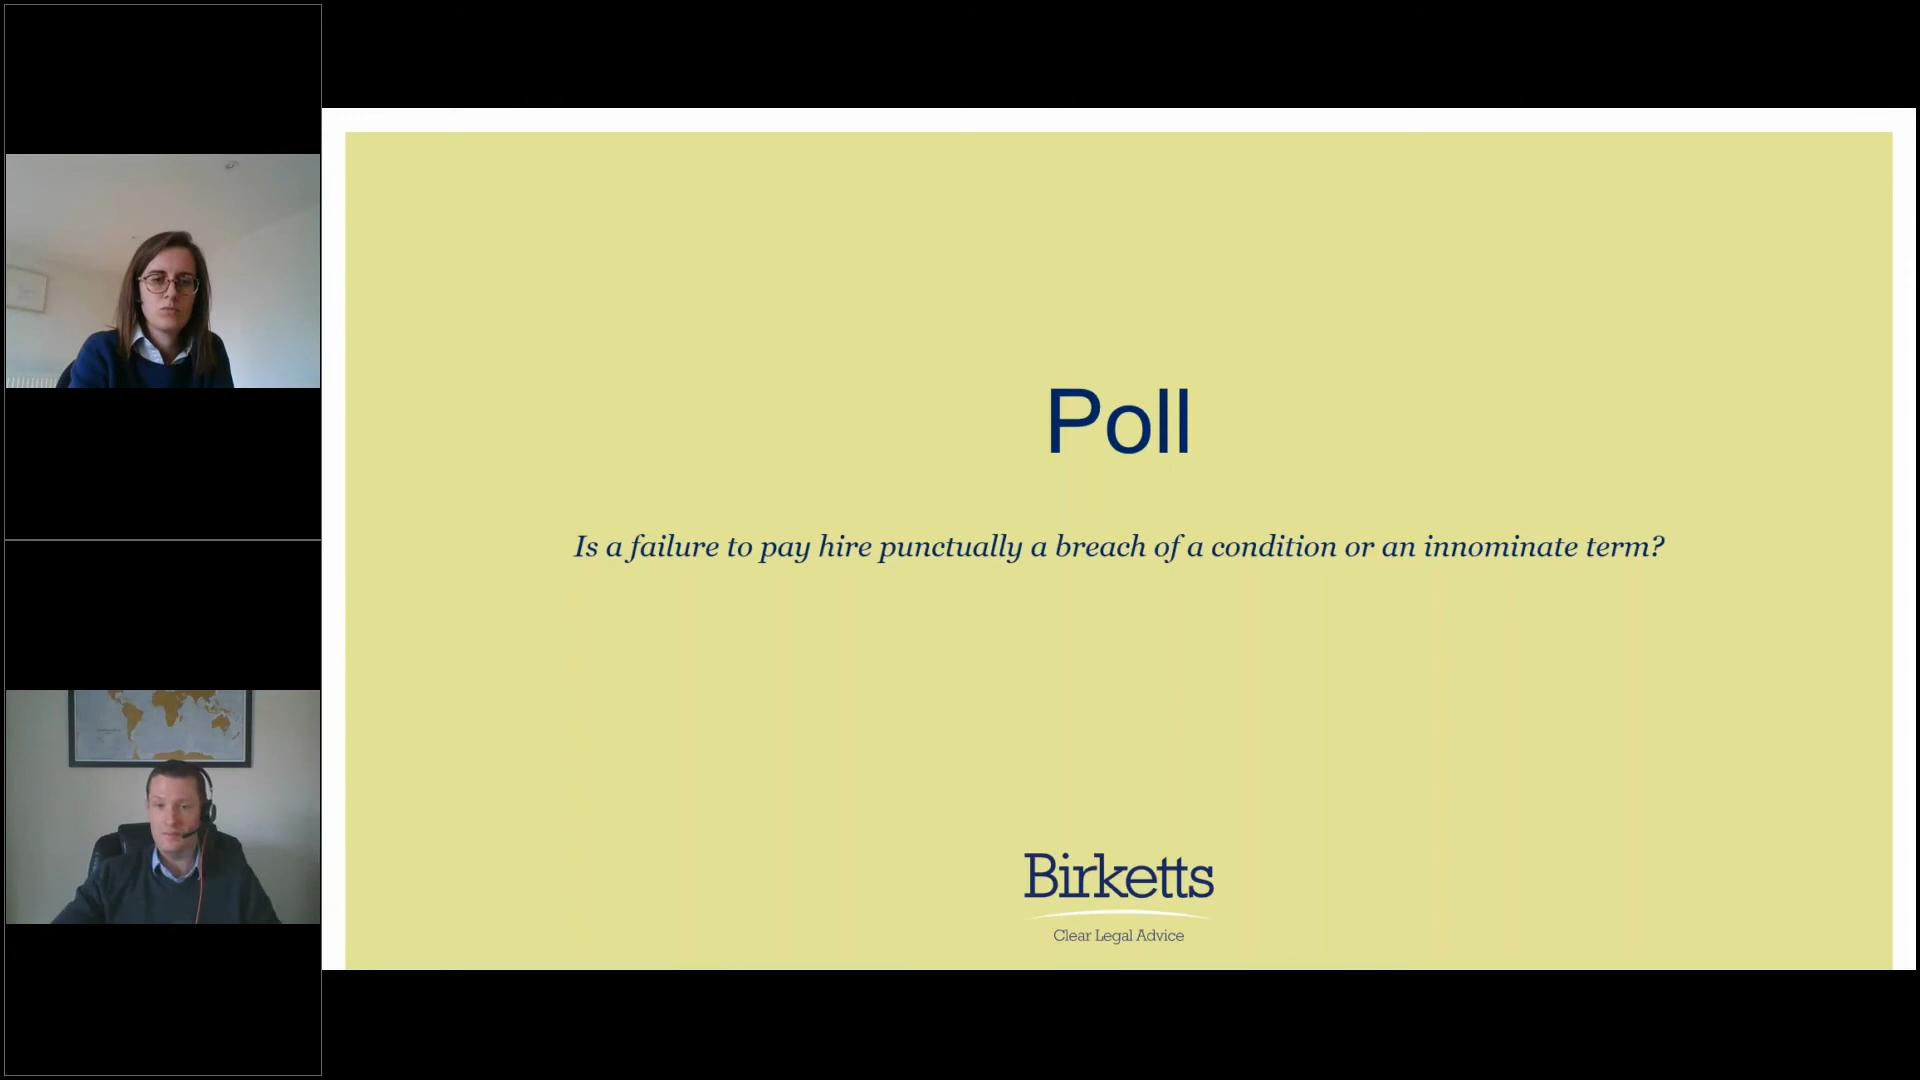 Poll
Is a failure to pay hire punctually a breach of a condition or an innominate term?
Birketts
Clear Legal Advice